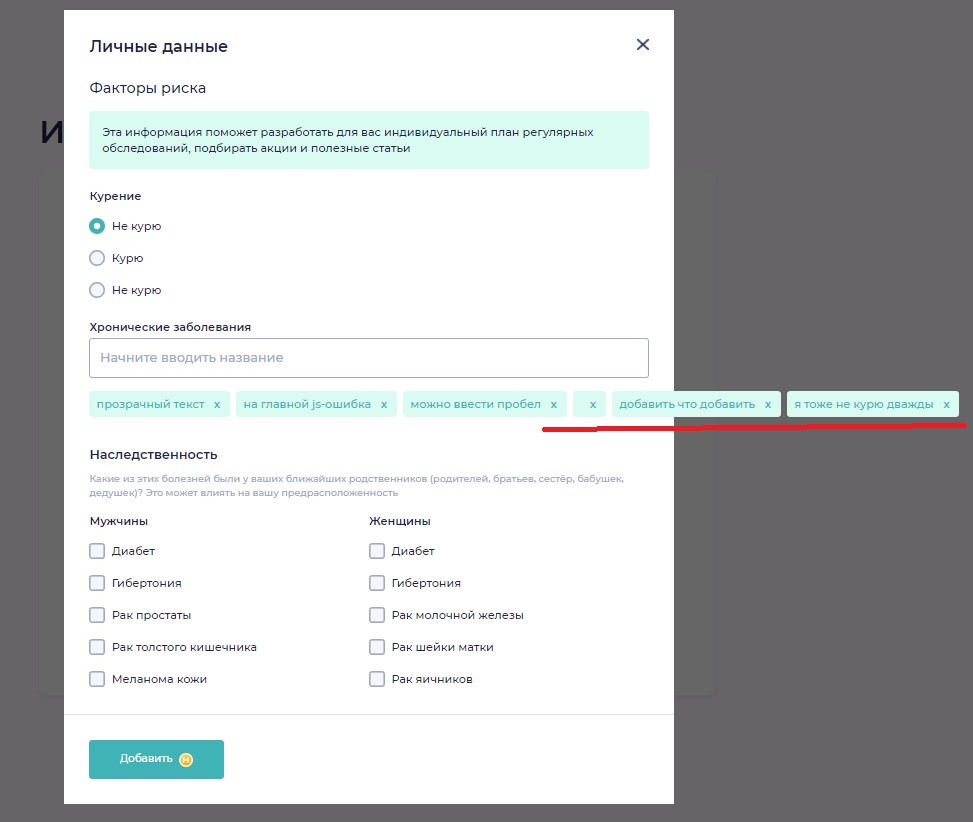 Личные данные
И
Факторы риска
Эта информация поможет разработать для вас индивидуальный план регулярных
обследований, подбирать акции и полезные статьи
Курение
Не курю
Курю
Не курю
Хронические заболевания
Начните вводить название
прозрачный текст x на главной js-ошибка x можно ввести пробел x x добавить что добавить x я тоже не курю дважды x
Наследственность
Какие из этих болезней были у ваших ближайших родственников (родителей, братьев, сестёр, бабушек,
дедушек)? Это может влиять на вашу предрасположенность
Мужчины Женщины
Диабет Диабет
Гибертония Гибертония
Рак простаты Рак молочной железы
Рак толстого кишечника Рак шейки матки
Меланома кожи Рак яичников
Добавить